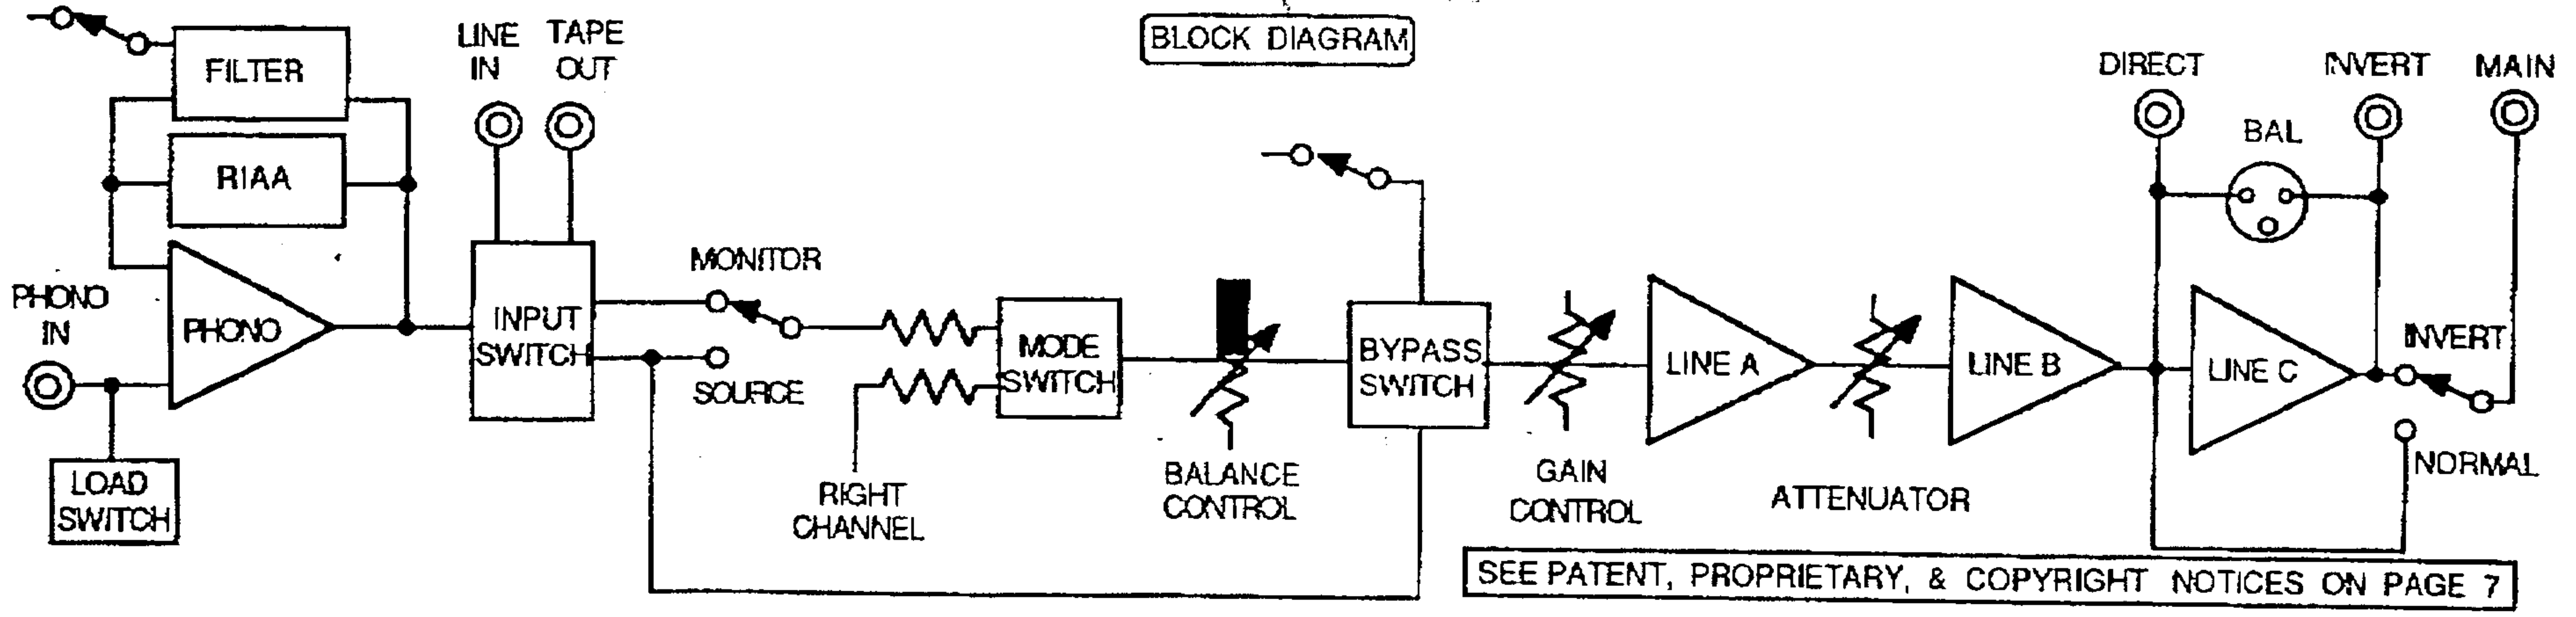 BLOCK DIAGRAM
FILTER
RIAA
PHONO
IN
PHONO
LOAD
SWITCH
LINE
IN
TAPE
OUT
INPUT
SWITCH
MONITOR
SOURCE
RIGHT
CHANNEL
MODE
SWITCH
BALANCE
CONTROL
BYPASS
SWITCH
GAIN
CONTROL
LINE A
ATTENUATOR
LINE B
DIRECT
BAL
INVERT
MAIN
LINE C
INVERT
NORMAL
SEE PATENT, PROPRIETARY, & COPYRIGHT NOTICES ON PAGE 7